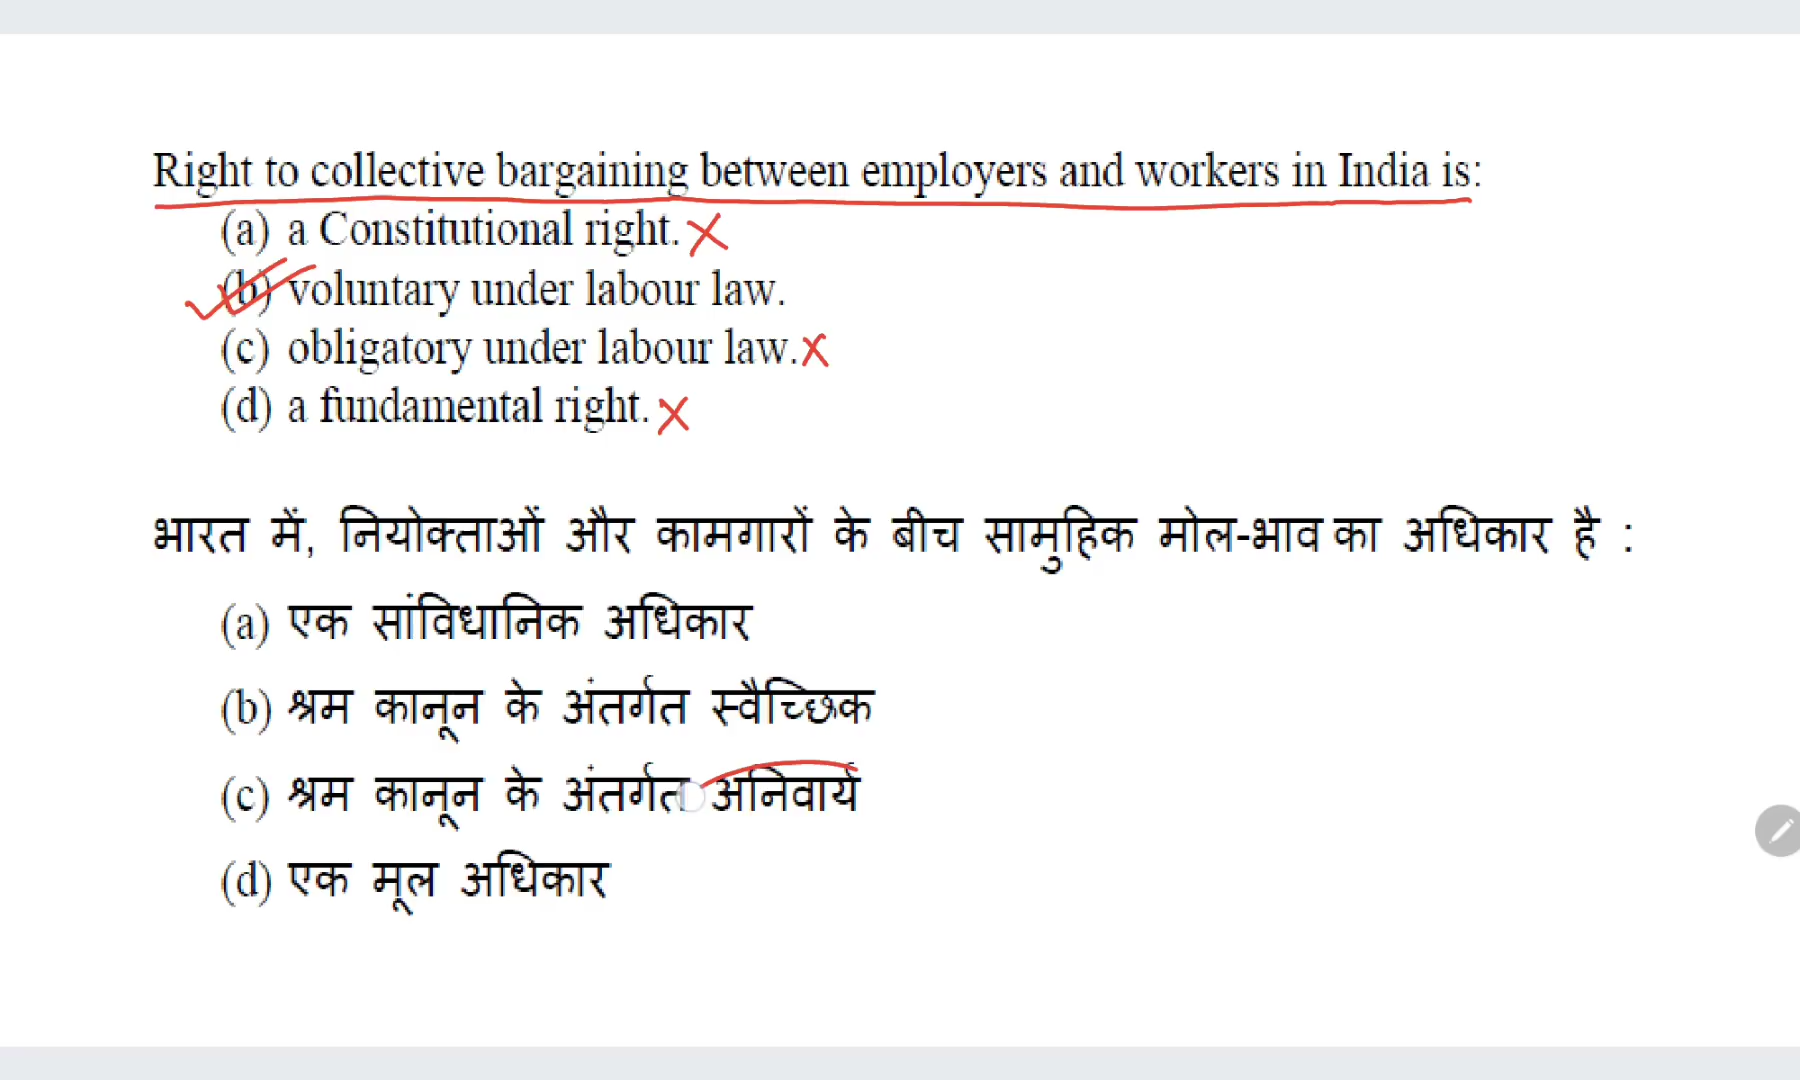 Right to collective bargaining between employers and workers in India is:
(a) a Constitutional right.
(b) voluntary under labour law.
(c) obligatory under labour law.
(d) a fundamental right.
भारत में, नियोक्ताओं और कामगारों के बीच सामुहिक मोल-भाव का अधिकार है :
(a) एक सांविधानिक अधिकार
(b) श्रम कानून के अंतर्गत स्वैच्छिक
(c) श्रम कानून के अंतर्गत अनिवार्य
(d) एक मूल अधिकार